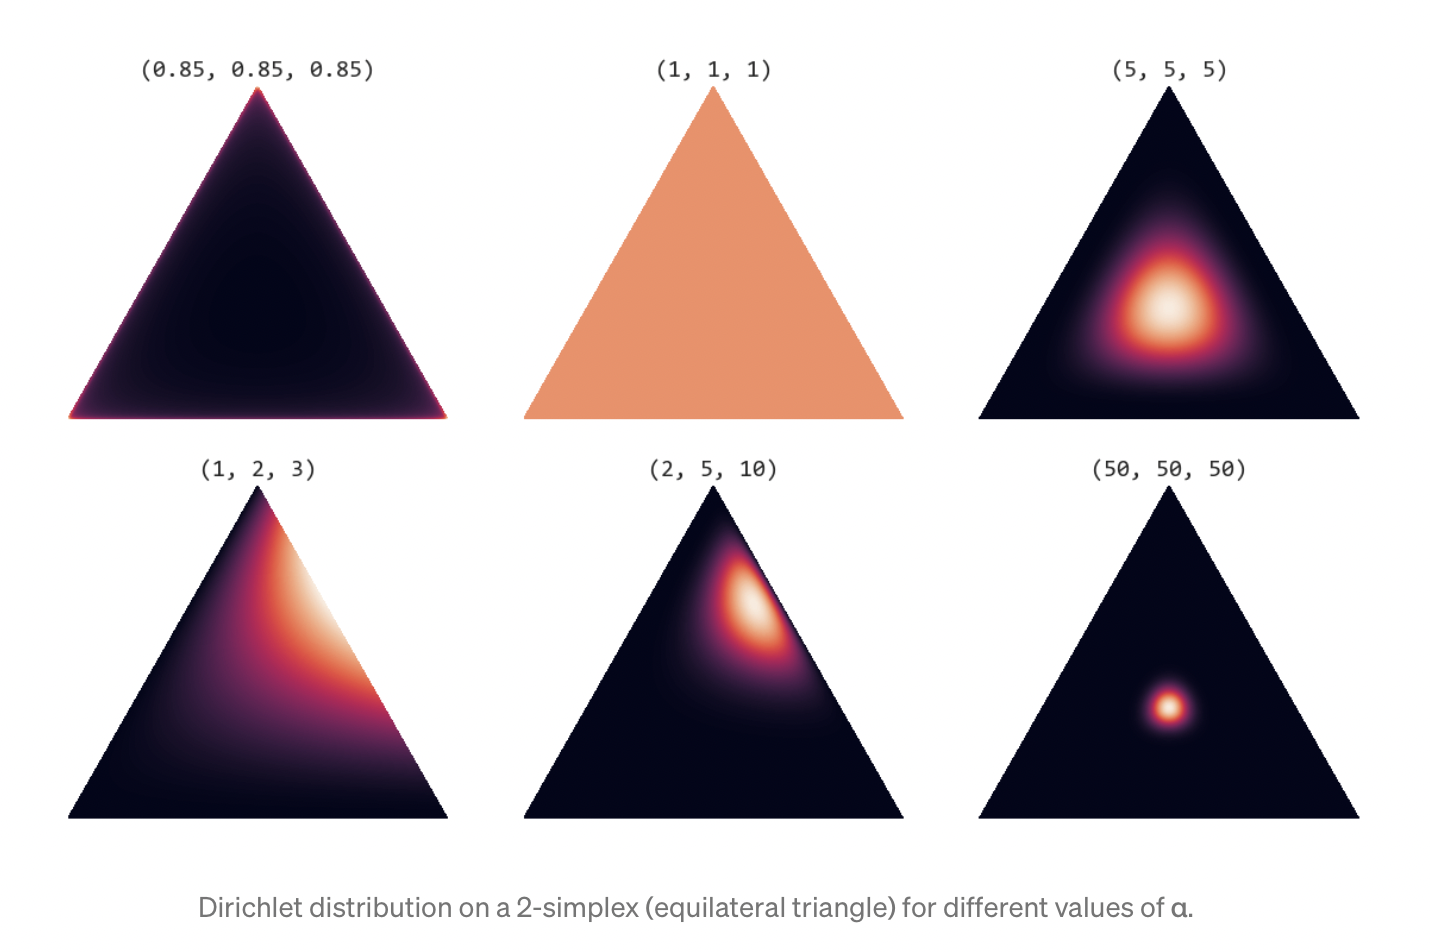 (0.85, 0.85, 0.85)
(1, 1, 1)
(5, 5, 5)
(1, 2, 3)
(2, 5, 10)
(50, 50, 50)
Dirichlet distribution on a 2-simplex (equilateral triangle) for different values of α.